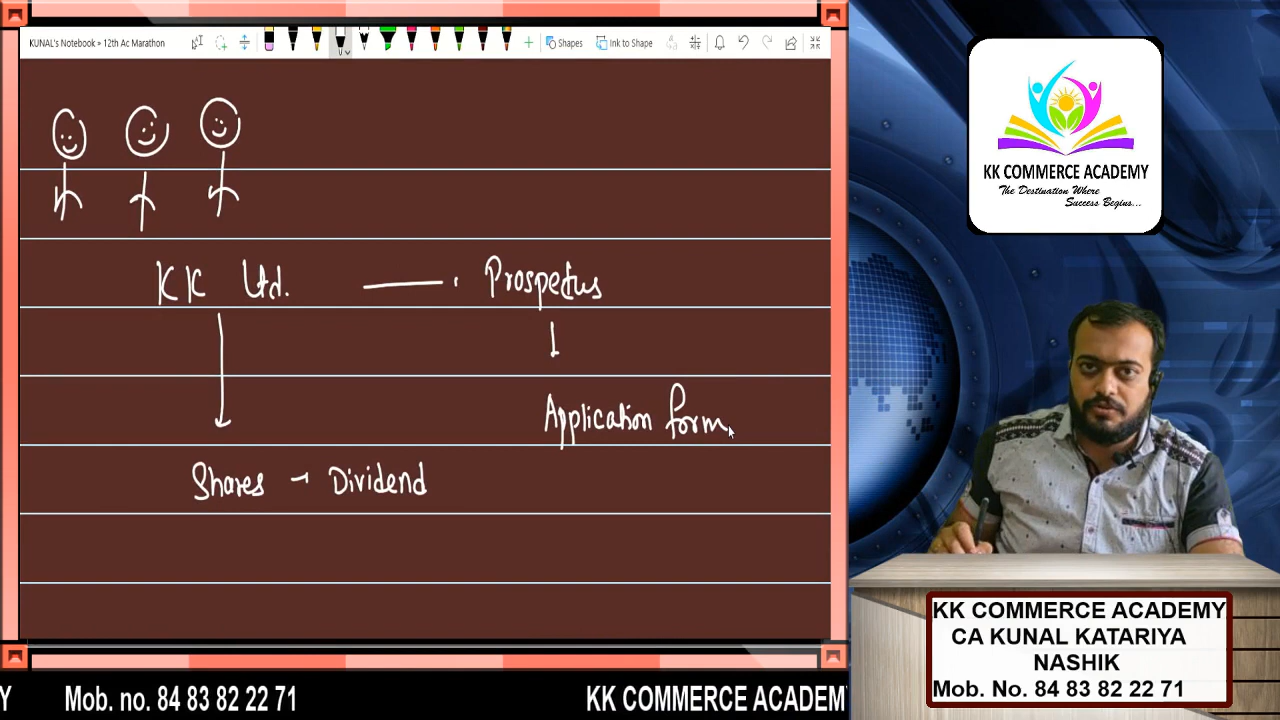 KUNAL's Notebook » 12th Ac Marathon
Shapes
Ink to Shape
KK Ltd. Prospectus
Application form
Shares → Dividend
KK COMMERCE ACADEMY
The Destination Where
Success Begins...
KK COMMERCE ACADEMY
CA KUNAL KATARIYA
NASHIK
Mob. No. 84 83 82 22 71
Y Mob. no. 84 83 82 22 71 KK COMMERCE ACADEM